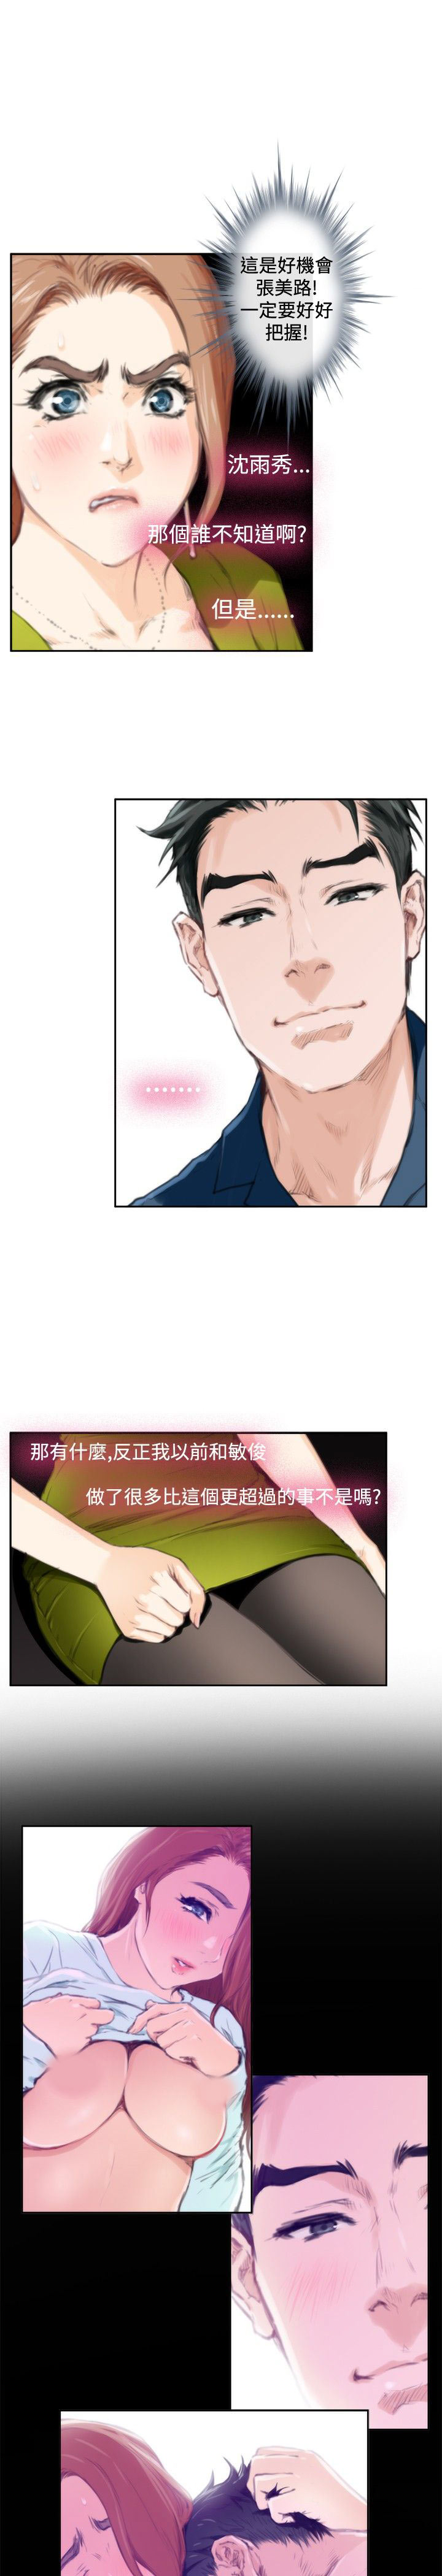 這是好機會
張美路!
一定要好好
把握!
沈雨秀...
那個誰不知道啊?
但是......
.......
那有什麼,反正我以前和敏俊
做了很多比這個更超過的事不是嗎?